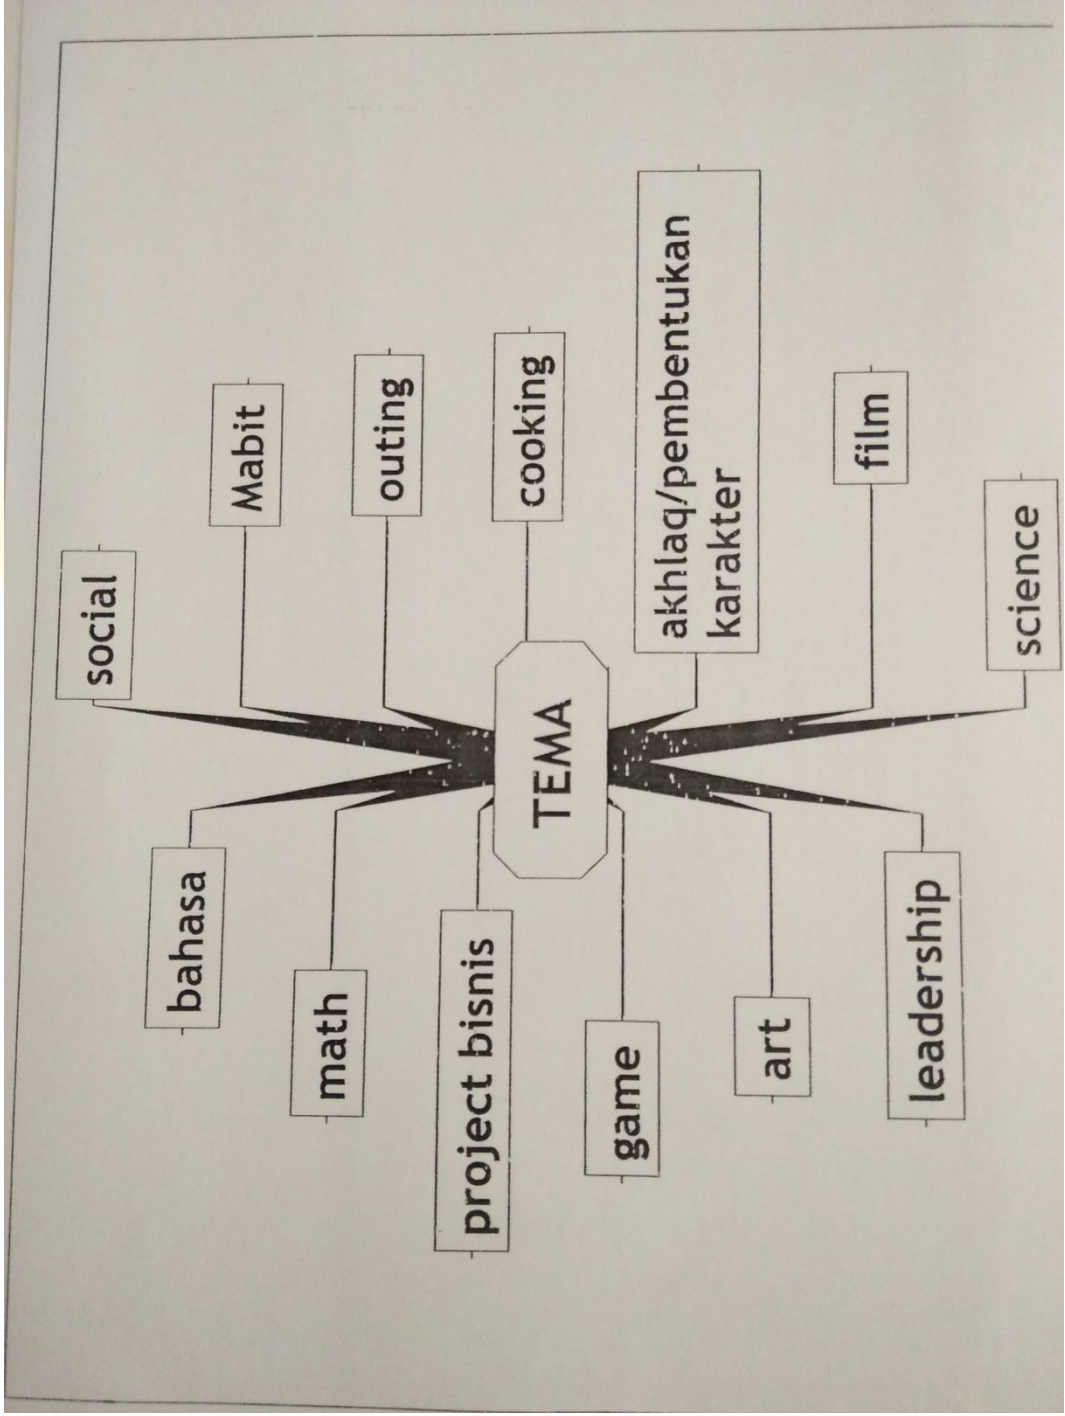 TEMA
social
Mabit
outing
cooking
akhlaq/pembentukan
karakter
film
science
bahasa
math
project bisnis
game
art
leadership